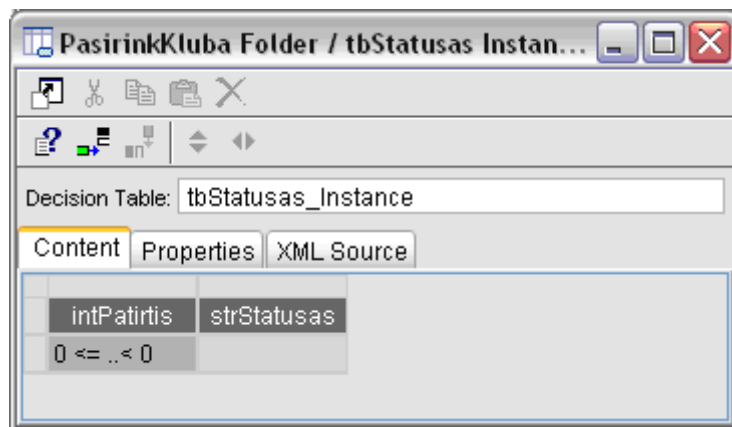 PasirinkKluba Folder / tbStatusas Instan...
Decision Table: tbStatusas_Instance
Content Properties XML Source
intPatirtis strStatusas
0 <= ..< 0